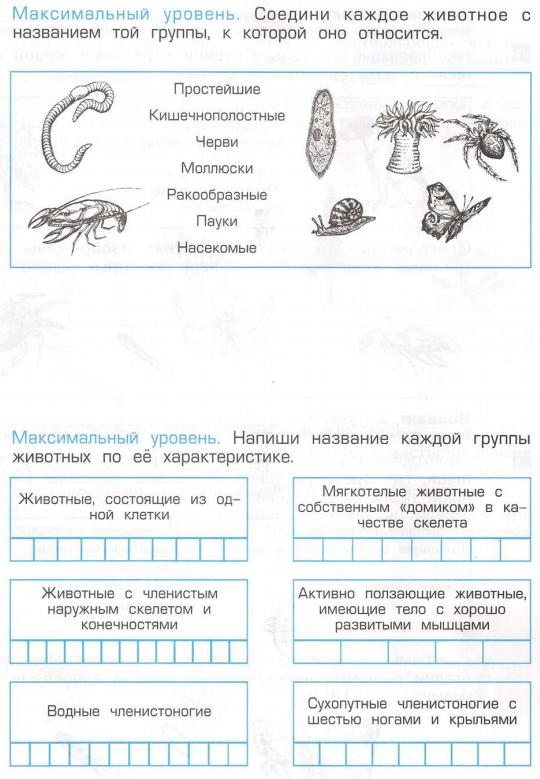 Максимальный уровень. Соедини каждое животное с
названием той группы, к которой оно относится.
Простейшие
Кишечнополостные
Черви
Моллюски
Ракообразные
Пауки
Насекомые
Максимальный уровень. Напиши название каждой группы
животных по её характеристике.
Животные, состоящие из од-
ной клетки
Мягкотелые животные с
собственным «домиком» в ка-
честве скелета
Животные с членистым
наружным скелетом и
конечностями
Активно ползающие животные,
имеющие тело с хорошо
развитыми мышцами
Водные членистоногие
Сухопутные членистоногие с
шестью ногами и крыльями